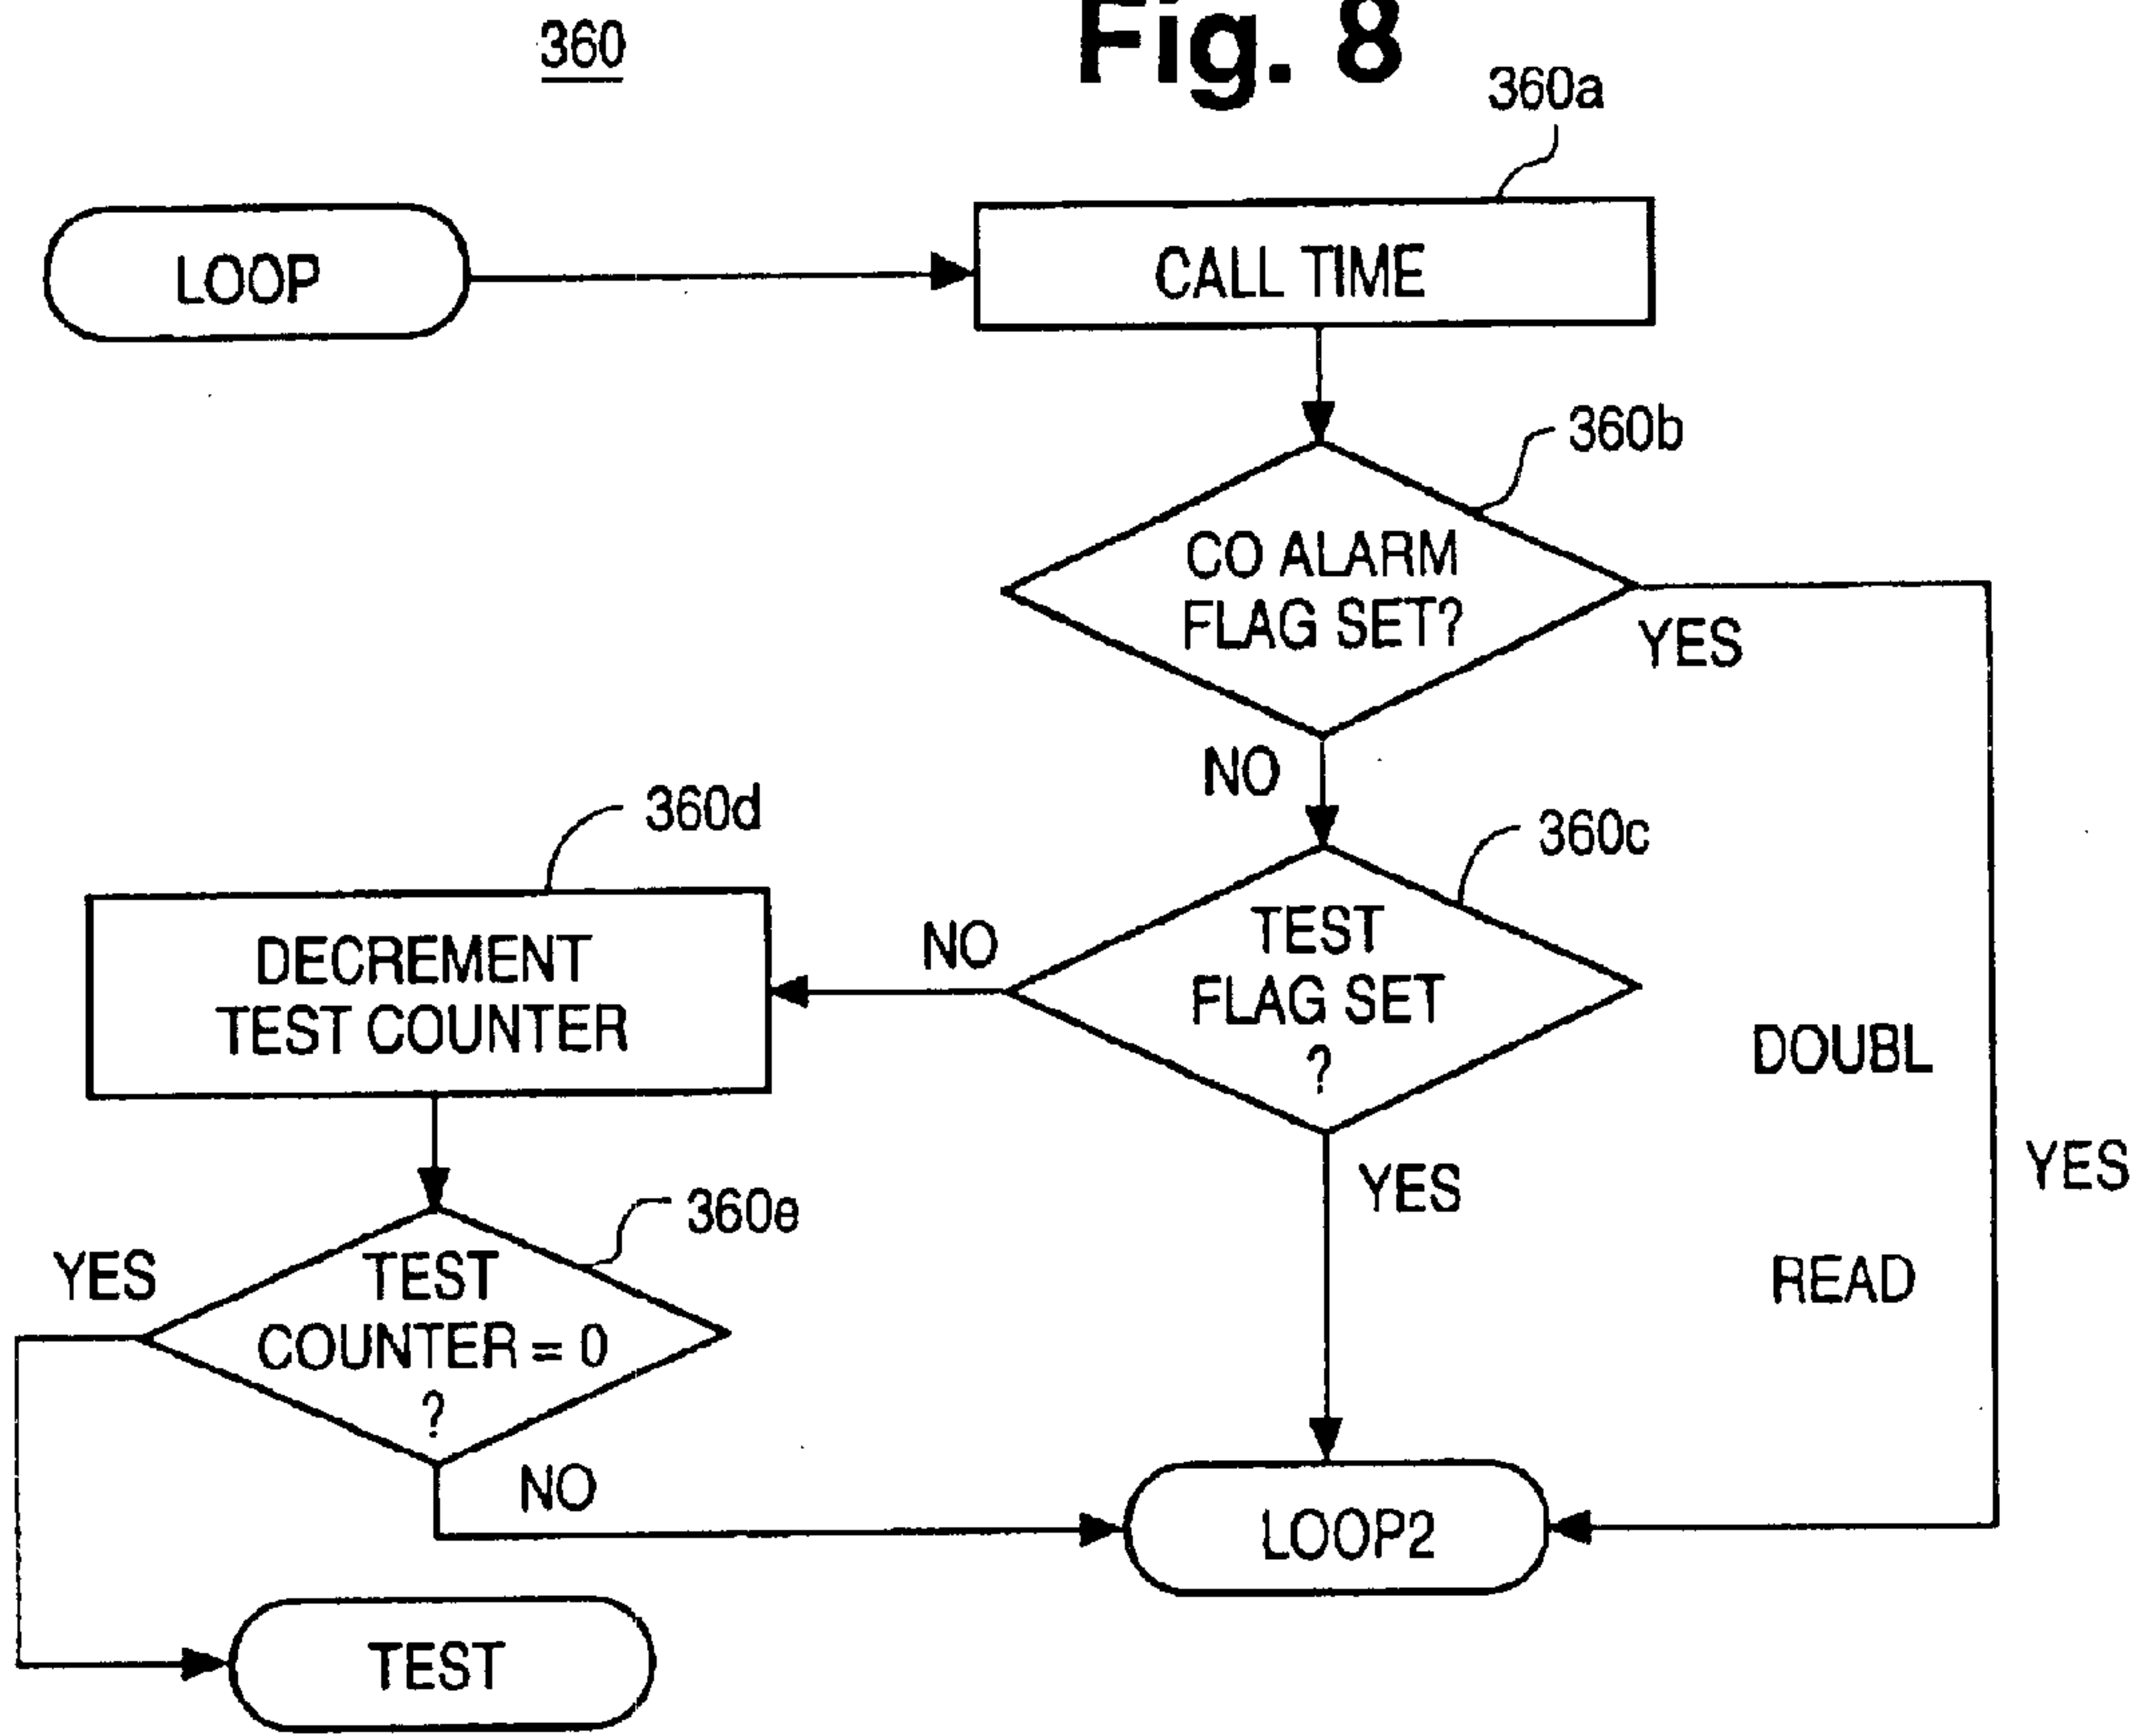 360
Fig. 8
360a
LOOP
CALL TIME
360b
CO ALARM
FLAG SET?
YES
NO
360d
360c
DECREMENT
TEST COUNTER
NO
TEST
FLAG SET
?
DOUBL
YES
YES
READ
360e
YES
TEST
COUNTER = 0
?
NO
LOOP2
TEST